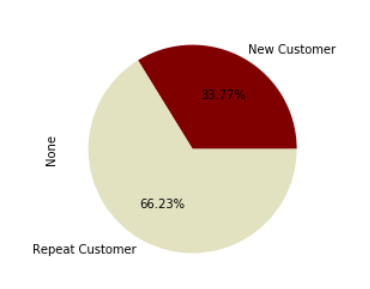 New Customer
33.77%
None
66.23%
Repeat Customer